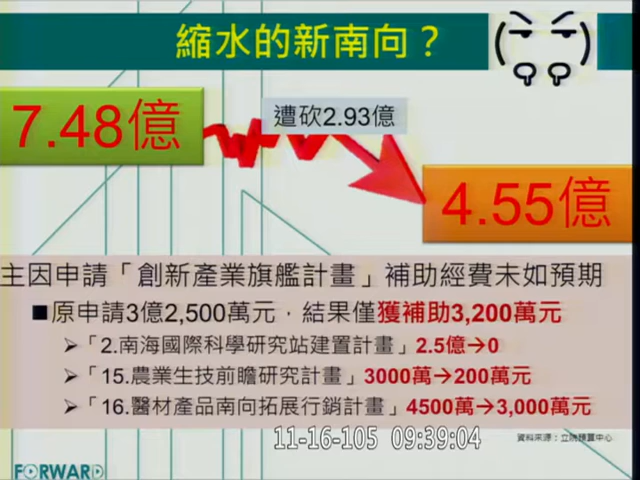 縮水的新南向？
7.48億
遭砍2.93億
4.55億
主因申請「創新產業旗艦計畫」補助經費未如預期
■原申請3億2,500萬元，結果僅獲補助3,200萬元
➢「2.南海國際科學研究站建置計畫」2.5億→0
➢「15.農業生技前瞻研究計畫」3000萬→200萬元
➢「16.醫材產品南向拓展行銷計畫」4500萬→3,000萬元
11-16-105 09:39:04
資料來源：立院預算中心
FORWARD